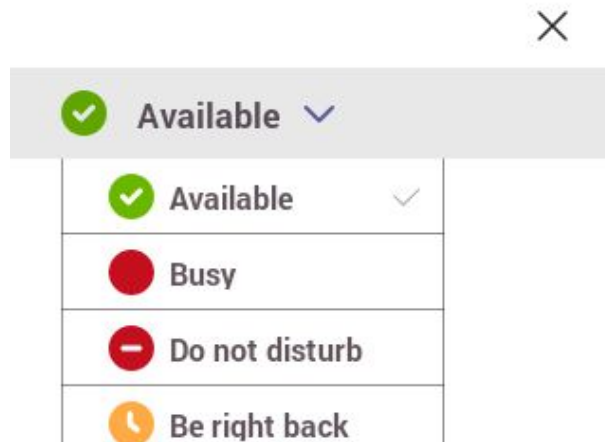 Available
Available
Busy
Do not disturb
Be right back